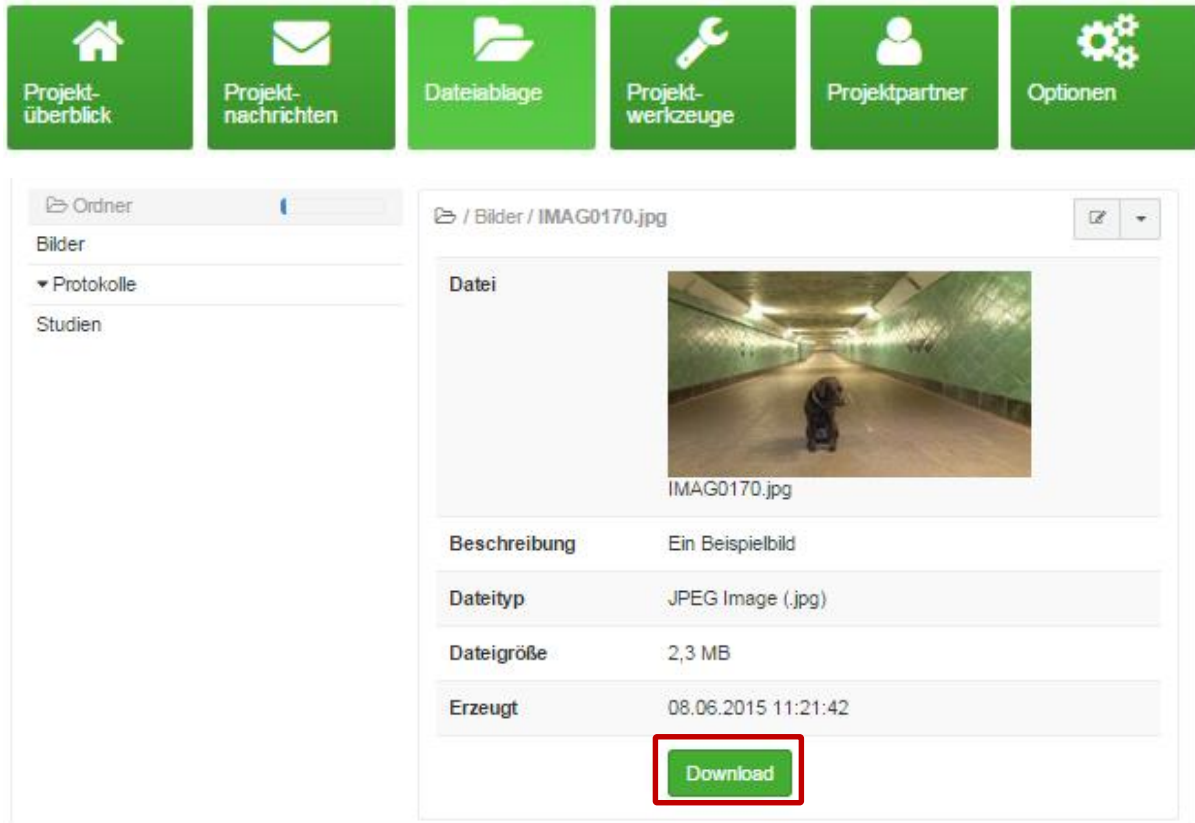 Projekt-
überblick
Projekt-
nachrichten
Dateiablage
Projekt-
werkzeuge
Projektpartner
Optionen
Ordner
Bilder
Protokolle
Studien
/ Bilder / IMAG0170.jpg
Datei
IMAG0170.jpg
Beschreibung Ein Beispielbild
Dateityp JPEG Image (.jpg)
Dateigröße 2,3 MB
Erzeugt 08.06.2015 11:21:42
Download